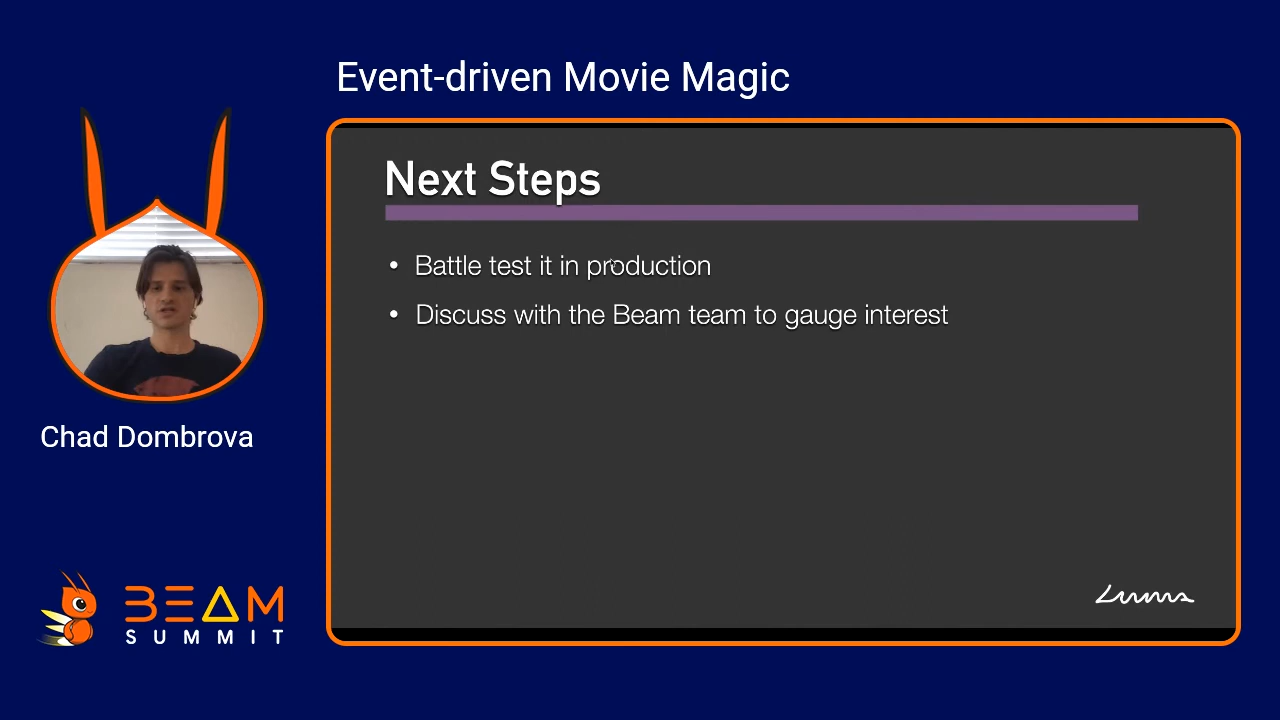 Event-driven Movie Magic
Next Steps
• Battle test it in production
• Discuss with the Beam team to gauge interest
Chad Dombrova
BEAM
SUMMIT
Luma